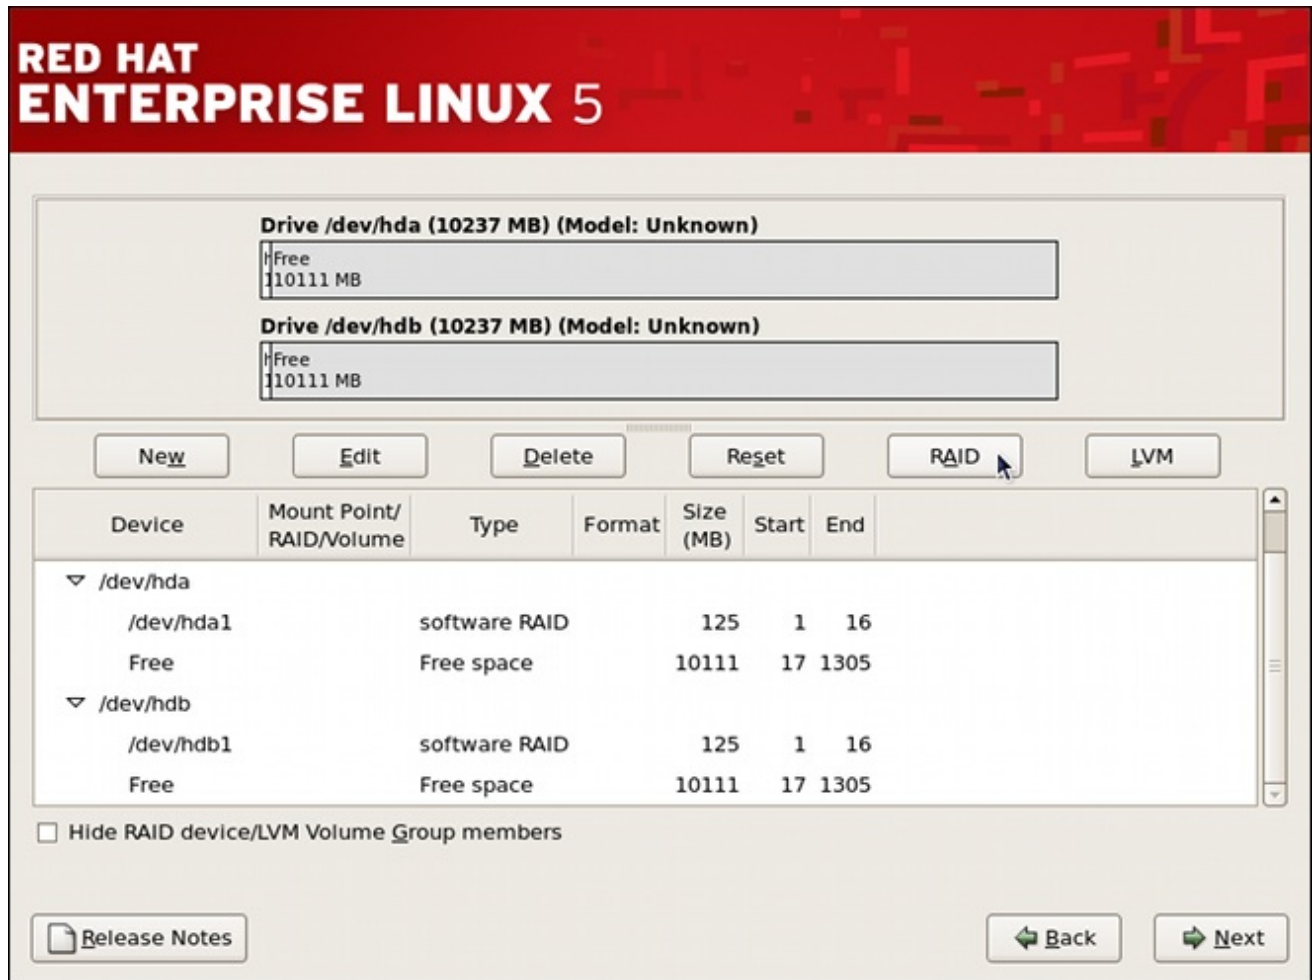 RED HAT
ENTERPRISE LINUX 5
Drive /dev/hda (10237 MB) (Model: Unknown)
Free
10111 MB
Drive /dev/hdb (10237 MB) (Model: Unknown)
Free
10111 MB
New Edit Delete Reset RAID LVM
Device Mount Point/ RAID/Volume Type Format Size (MB) Start End
/dev/hda
/dev/hda1 software RAID 125 1 16
Free Free space 10111 17 1305
/dev/hdb
/dev/hdb1 software RAID 125 1 16
Free Free space 10111 17 1305
Hide RAID device/LVM Volume Group members
Release Notes Back Next